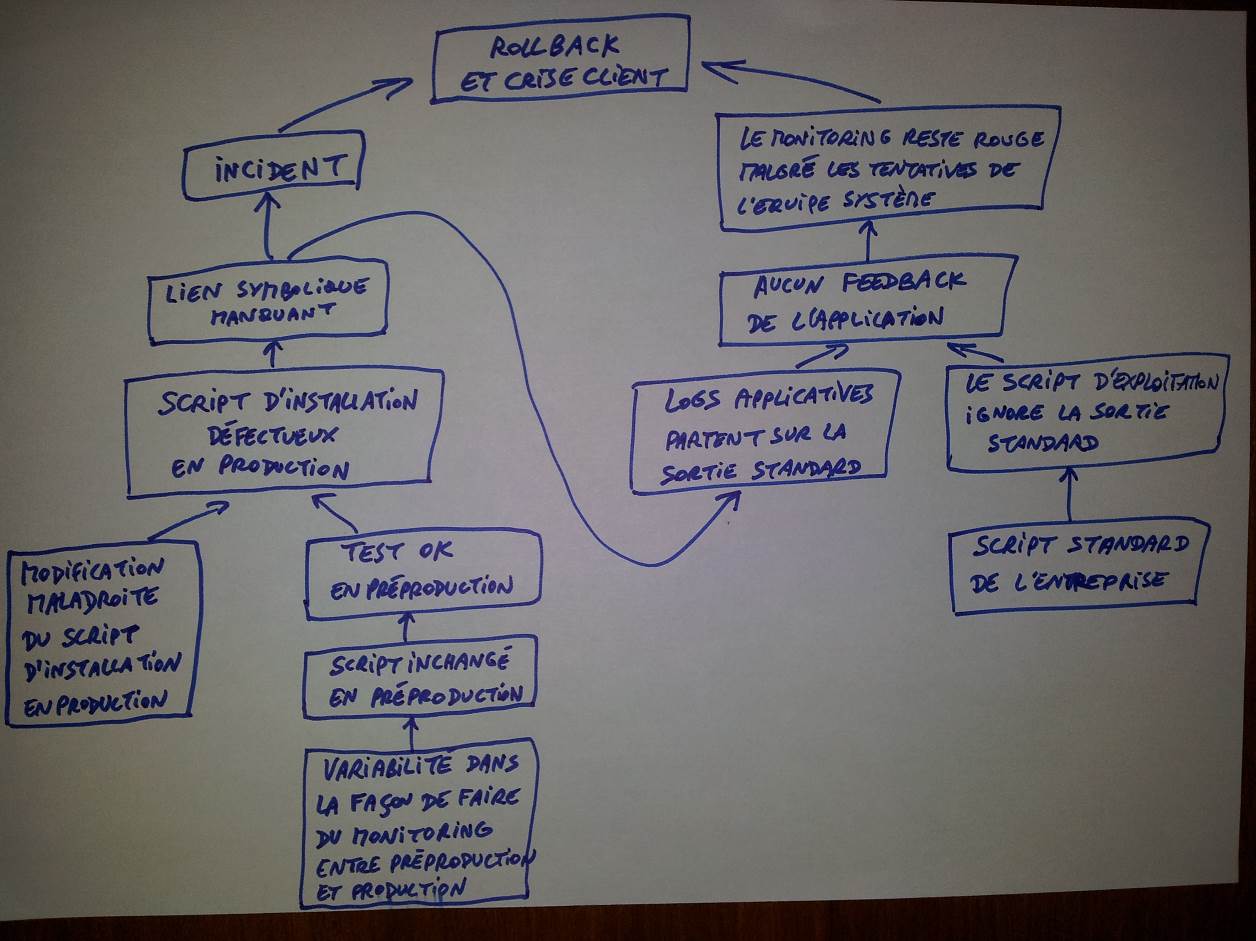 ROLLBACK
ET CRISE CLIENT
INCIDENT
LE MONITORING RESTE ROUGE
MALGRÉ LES TENTATIVES DE
L'EQUIPE SYSTÈME
LIEN SYMBOLIQUE
MANQUANT
AUCUN FEEDBACK
DE L'APPLICATION
SCRIPT D'INSTALLATION
DÉFECTUEUX
EN PRODUCTION
LOGS APPLICATIVES
PARTENT SUR LA
SORTIE STANDARD
LE SCRIPT D'EXPLOITATION
IGNORE LA SORTIE
STANDARD
MODIFICATION
MALADROITE
DU SCRIPT
D'INSTALLATION
EN PRODUCTION
TEST OK
EN PRÉPRODUCTION
SCRIPT STANDARD
DE L'ENTREPRISE
SCRIPT INCHANGÉ
EN PRÉPRODUCTION
VARIABILITÉ DANS
LA FAÇON DE FAIRE
DU MONITORING
ENTRE PRÉPRODUCTION
ET PRODUCTION